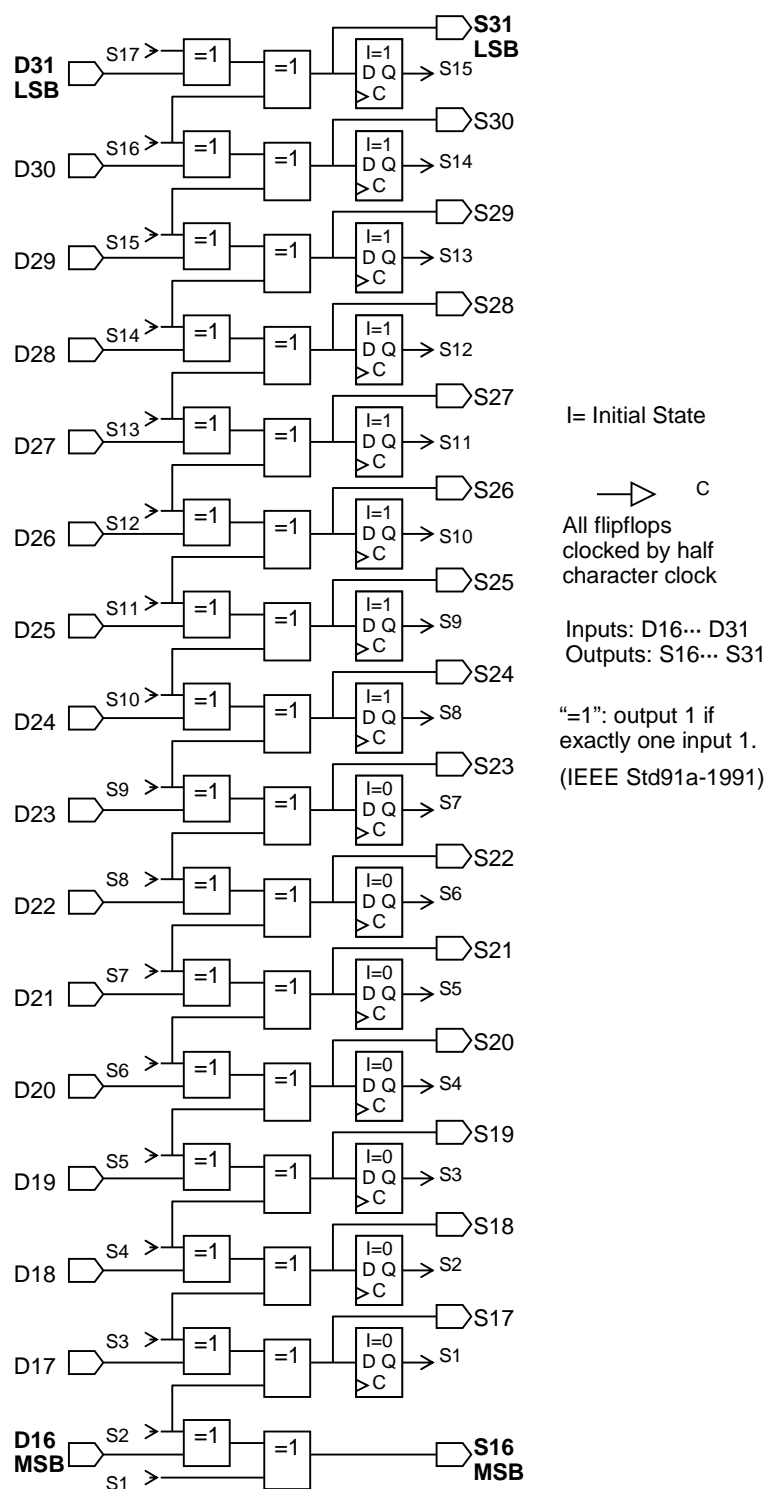 S31
LSB
S17
=1
=1
I=1
D Q
C
S15
D31
LSB
S30
S16
=1
=1
I=1
D Q
C
S14
D30
S29
S15
=1
=1
I=1
D Q
C
S13
D29
S28
S14
=1
=1
I=1
D Q
C
S12
D28
S27
S13
=1
=1
I=1
D Q
C
S11
D27
S26
S12
=1
=1
I=1
D Q
C
S10
D26
S25
S11
=1
=1
I=1
D Q
C
S9
D25
S24
S10
=1
=1
I=1
D Q
C
S8
D24
S23
S9
=1
=1
I=0
D Q
C
S7
D23
S22
S8
=1
=1
I=0
D Q
C
S6
D22
S21
S7
=1
=1
I=0
D Q
C
S5
D21
S20
S6
=1
=1
I=0
D Q
C
S4
D20
S19
S5
=1
=1
I=0
D Q
C
S3
D19
S18
S4
=1
=1
I=0
D Q
C
S2
D18
S17
S3
=1
=1
I=0
D Q
C
S1
D17
S2
=1
=1
D16
MSB
S16
MSB
S1
I= Initial State
C
All flipflops
clocked by half
character clock
Inputs: D16··· D31
Outputs: S16··· S31
“=1”: output 1 if
exactly one input 1.
(IEEE Std91a-1991)